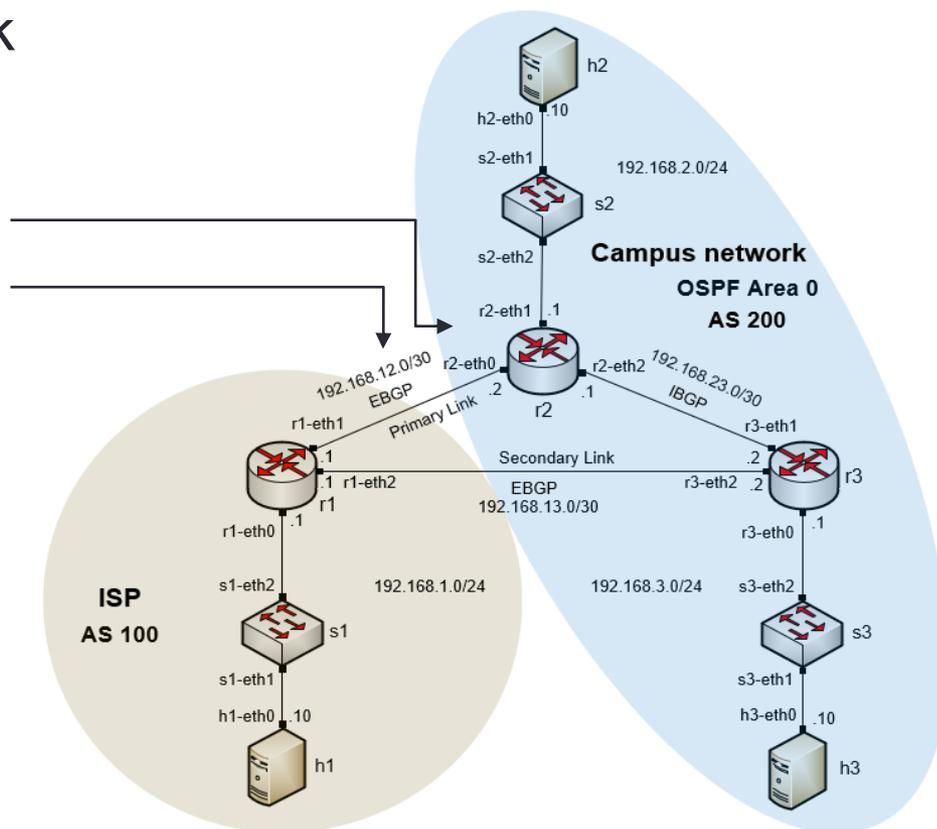 h2
.10
h2-eth0
s2-eth1
192.168.2.0/24
s2
Campus network
s2-eth2
OSPF Area 0
AS 200
r2-eth1 .1
192.168.12.0/30
r2-eth0
r2-eth2
192.168.23.0/30
EBGP
.2
.1
IBGP
r2
Primary Link
r1-eth1
r3-eth1
.1
Secondary Link
.2
.1 r1-eth2
r3-eth2 .2
r3
r1
EBGP
192.168.13.0/30
.1
r1-eth0
.1
r3-eth0
s1-eth2
192.168.1.0/24
192.168.3.0/24
s3-eth2
ISP
AS 100
s1
s3
s1-eth1
s3-eth1
h1-eth0 .10
h3-eth0 .10
h1
h3